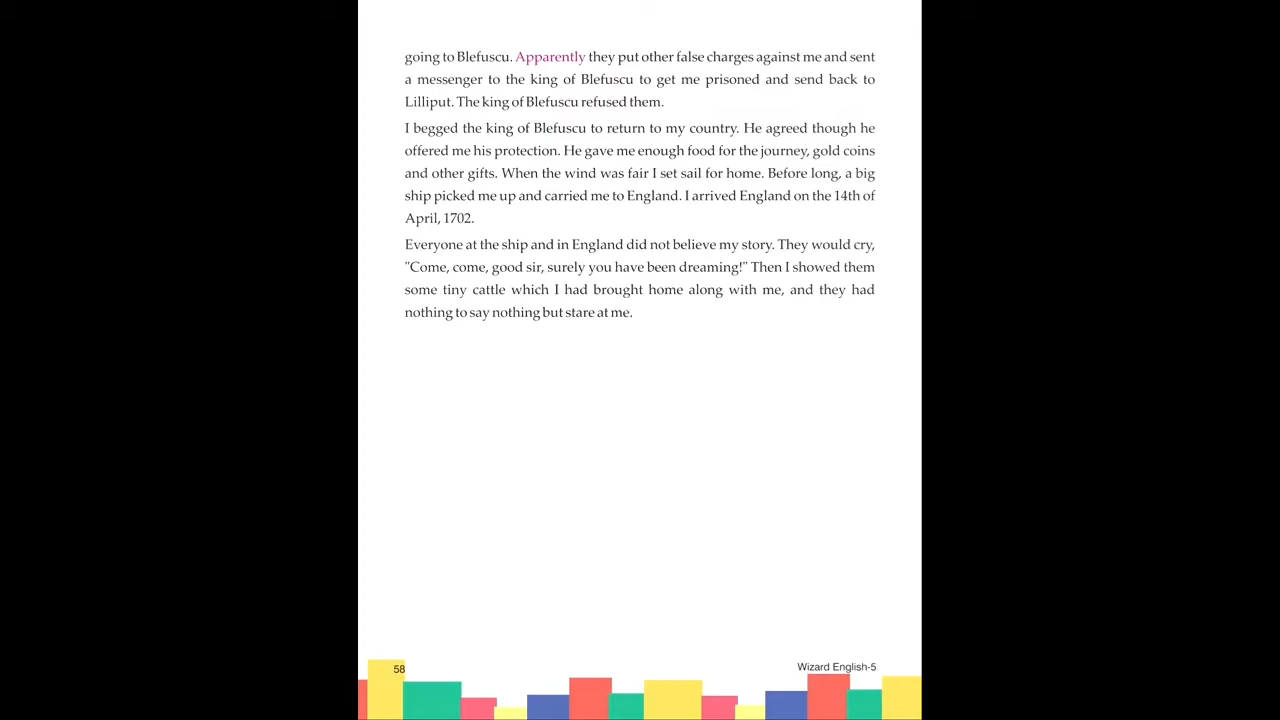 going to Blefuscu. Apparently they put other false charges against me and sent
a messenger to the king of Blefuscu to get me prisoned and send back to
Lilliput. The king of Blefuscu refused them.
I begged the king of Blefuscu to return to my country. He agreed though he
offered me his protection. He gave me enough food for the journey, gold coins
and other gifts. When the wind was fair I set sail for home. Before long, a big
ship picked me up and carried me to England. I arrived England on the 14th of
April, 1702.
Everyone at the ship and in England did not believe my story. They would cry,
"Come, come, good sir, surely you have been dreaming!" Then I showed them
some tiny cattle which I had brought home along with me, and they had
nothing to say nothing but stare at me.
58
Wizard English-5